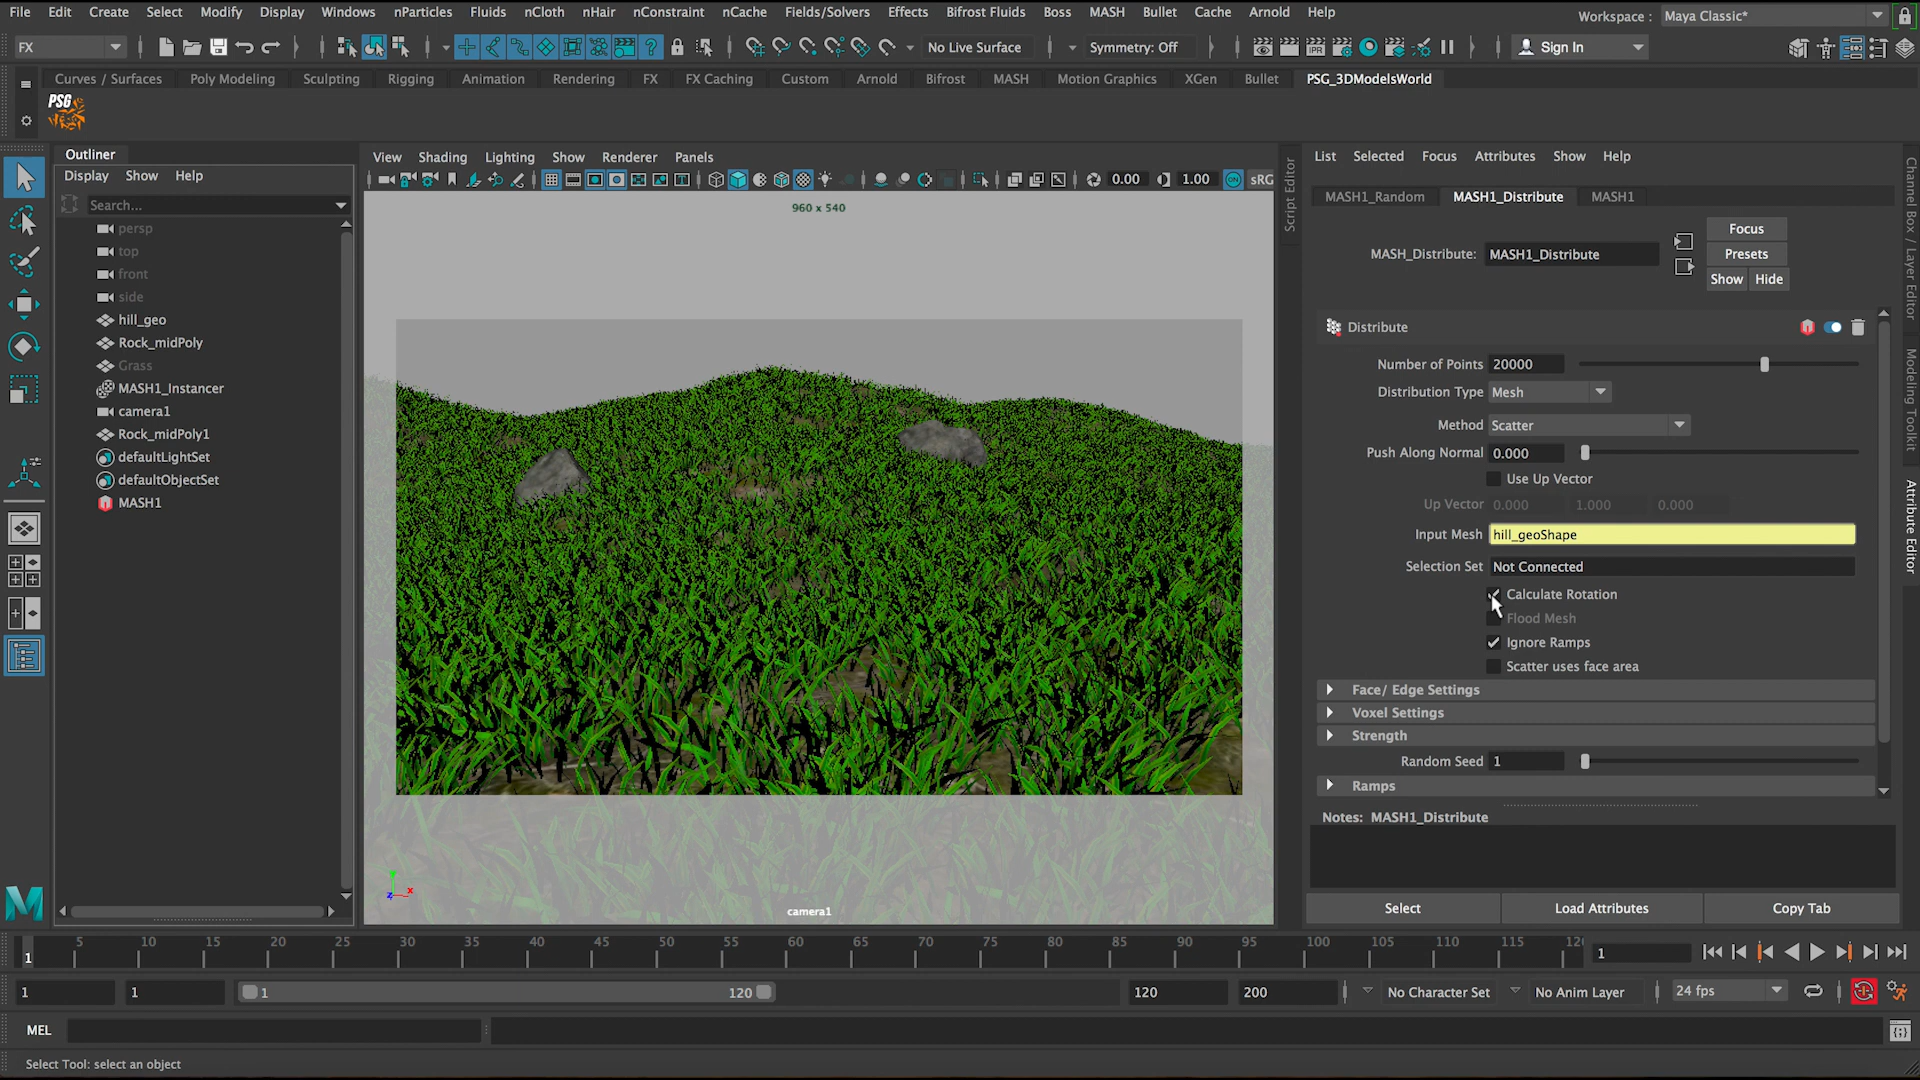 File Edit Create Select Modify Display Windows nParticles Fluids nCloth nHair nConstraint nCache Fields/Solvers Effects Bifrost Fluids Boss MASH Bullet Cache Arnold Help Workspace : Maya Classic*
FX No Live Surface Symmetry: Off Sign In
Curves / Surfaces Poly Modeling Sculpting Rigging Animation Rendering FX FX Caching Custom Arnold Bifrost MASH Motion Graphics XGen Bullet PSG_3DModelsWorld
PSG
Outliner
Display Show Help
Search...
persp
top
front
side
hill_geo
Rock_midPoly
Grass
MASH1_Instancer
camera1
Rock_midPoly1
defaultLightSet
defaultObjectSet
MASH1
View Shading Lighting Show Renderer Panels
0.00 1.00 ON sRG
960 x 540
camera1
Script Editor
List Selected Focus Attributes Show Help
MASH1_Random MASH1_Distribute MASH1
MASH_Distribute: MASH1_Distribute
Focus
Presets
Show Hide
Distribute
Number of Points 20000
Distribution Type Mesh
Method Scatter
Push Along Normal 0.000
Use Up Vector
Up Vector 0.000 1.000 0.000
Input Mesh hill_geoShape
Selection Set Not Connected
Calculate Rotation
Flood Mesh
Ignore Ramps
Scatter uses face area
Face/ Edge Settings
Voxel Settings
Strength
Random Seed 1
Ramps
Notes: MASH1_Distribute
Select Load Attributes Copy Tab
Channel Box / Layer Editor
Modeling Toolkit
Attribute Editor
5 10 15 20 25 30 35 40 45 50 55 60 65 70 75 80 85 90 95 100 105 110 115 12
1 1
1 1 1 120 120 200 No Character Set No Anim Layer 24 fps
MEL
Select Tool: select an object